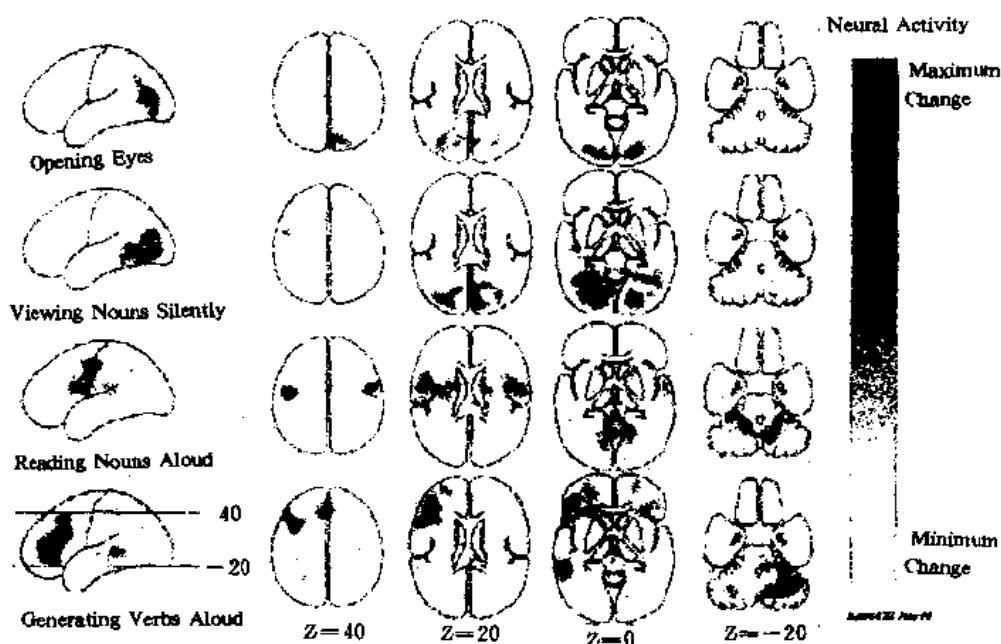 Neural Activity
Maximum
Change
Opening Eyes
Viewing Nouns Silently
Reading Nouns Aloud
40
-20
Minimum
Change
Generating Verbs Aloud
Z=40
Z=20
Z=0
Z=-20